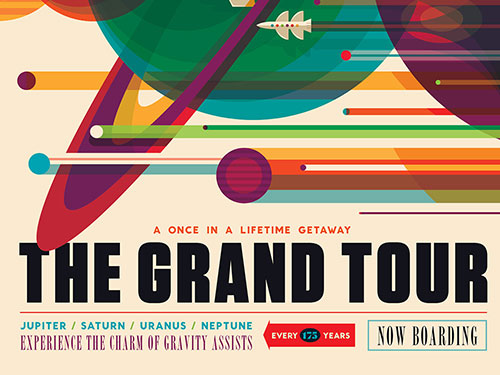 A ONCE IN A LIFETIME GETAWAY
THE GRAND TOUR
JUPITER / SATURN / URANUS / NEPTUNE
EXPERIENCE THE CHARM OF GRAVITY ASSISTS
EVERY 175 YEARS
NOW BOARDING